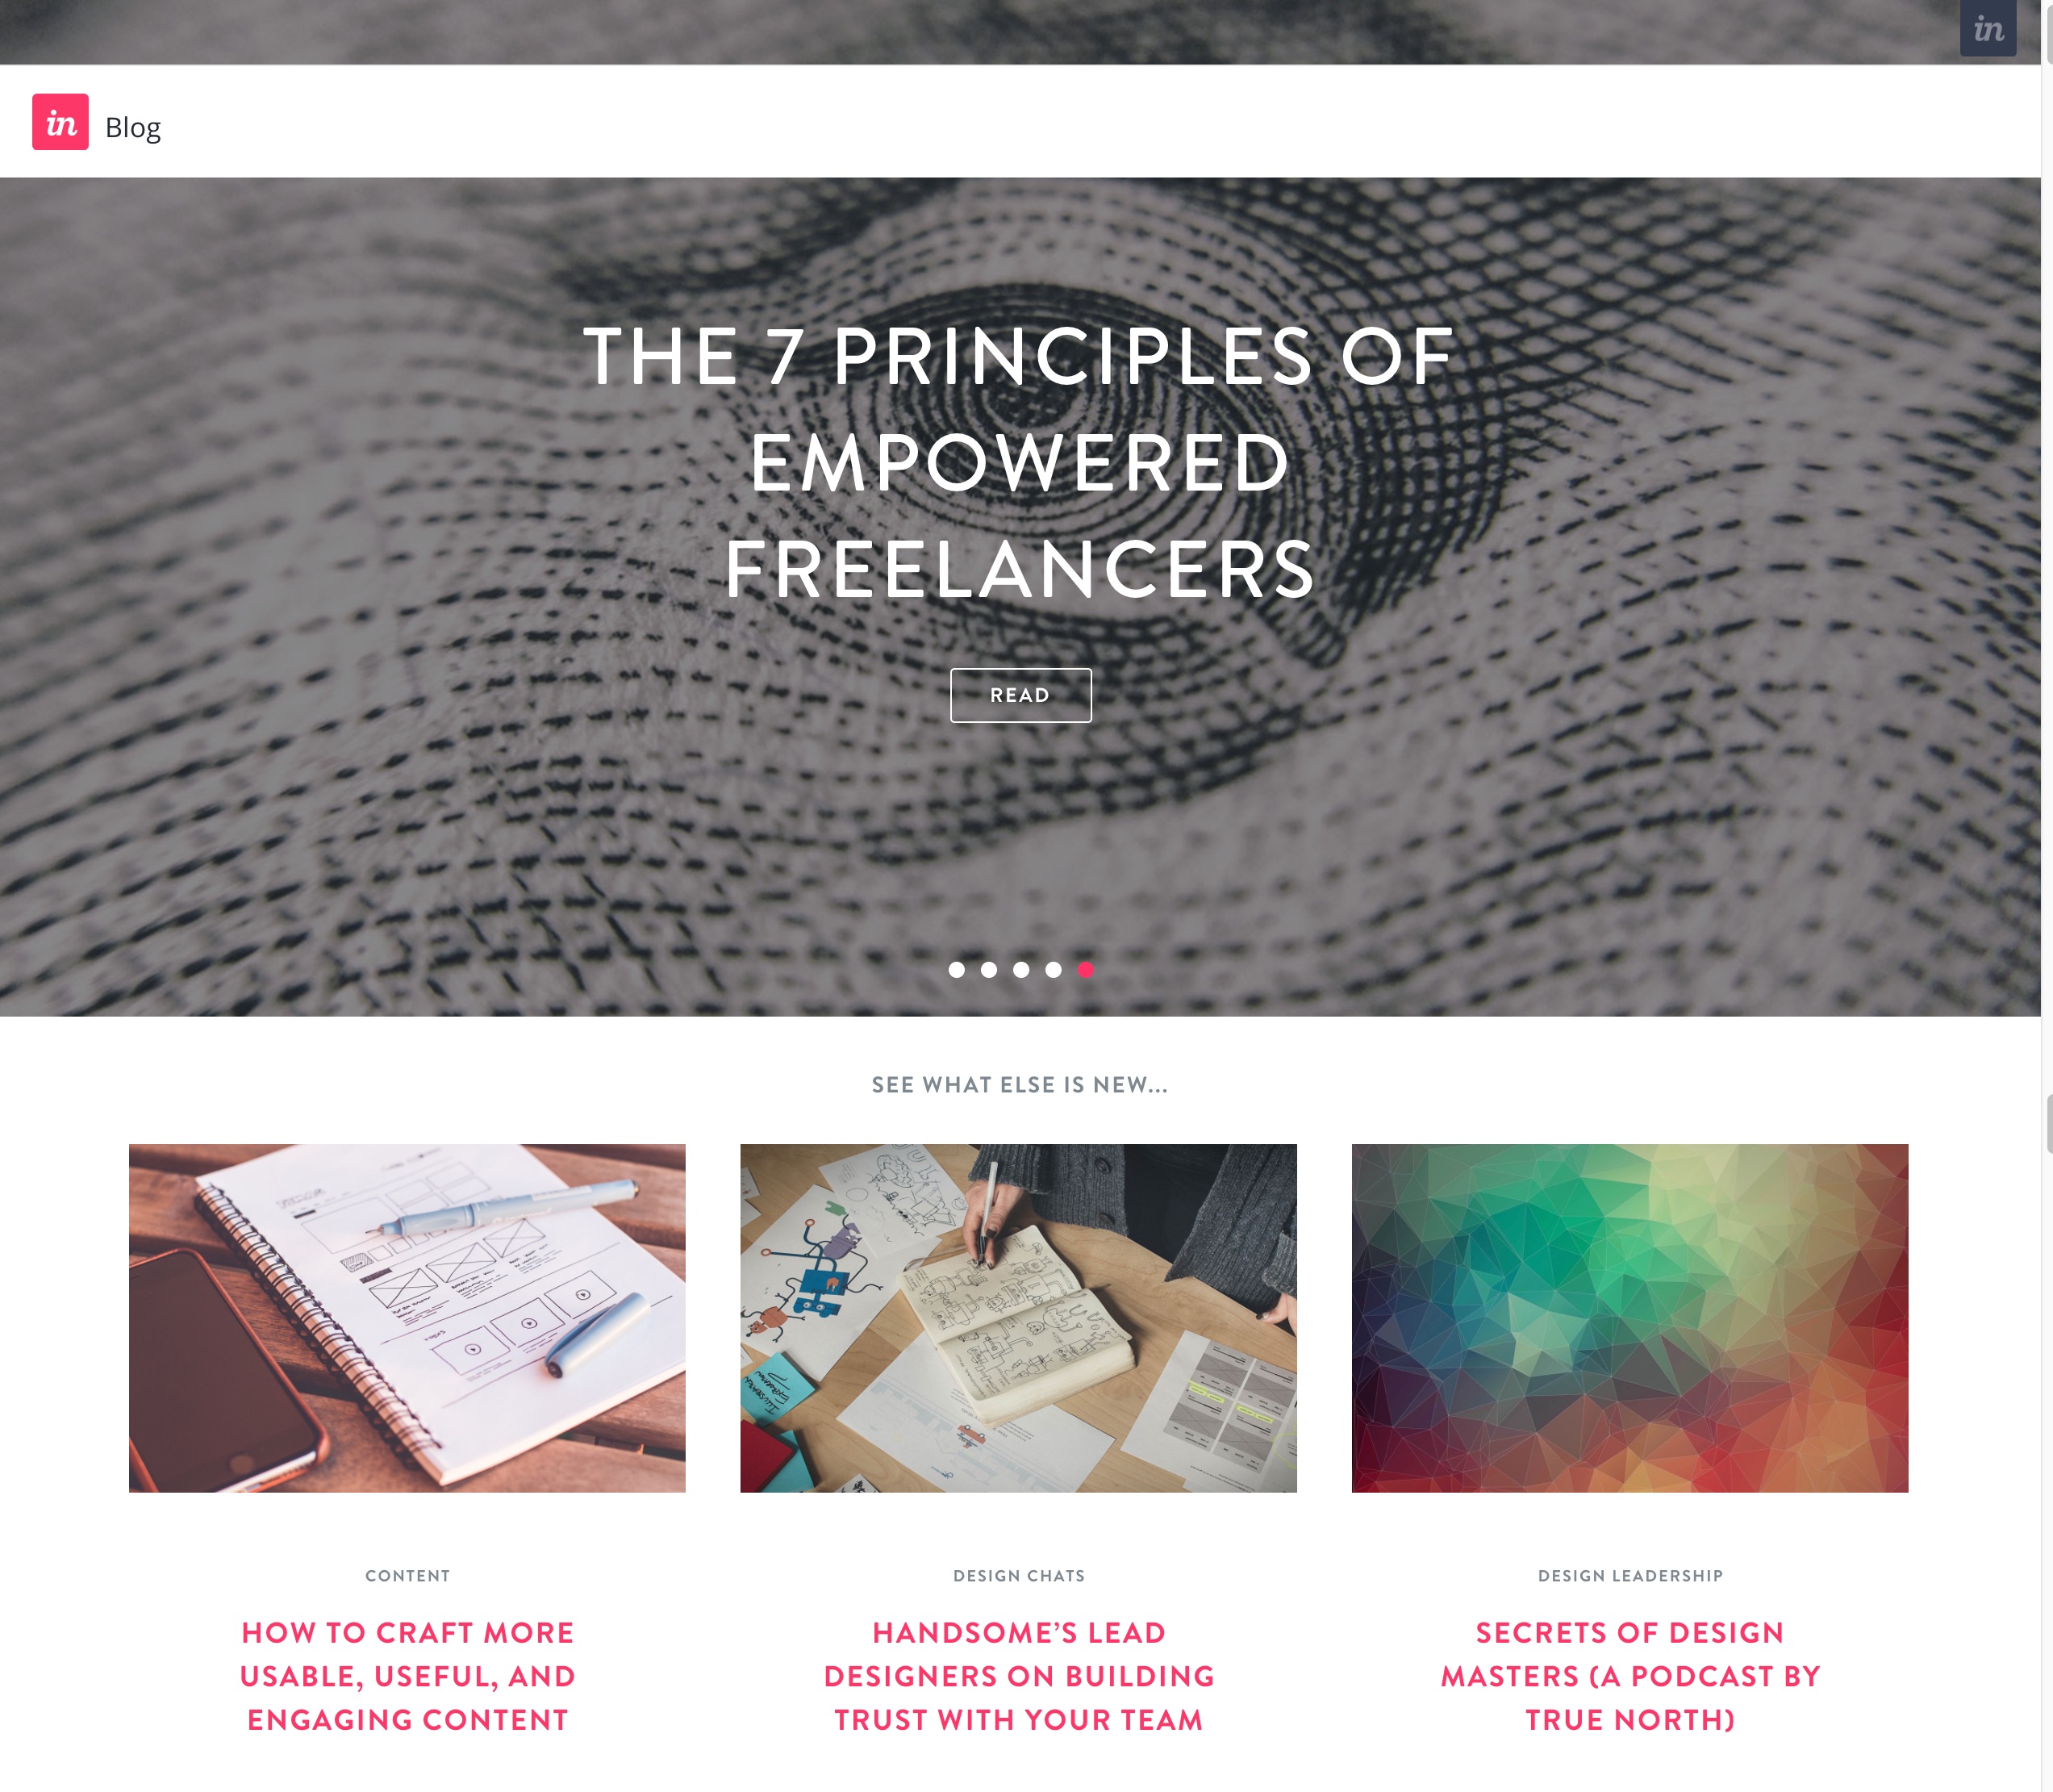 in
in Blog
THE 7 PRINCIPLES OF
EMPOWERED
FREELANCERS
READ
SEE WHAT ELSE IS NEW...
CONTENT
HOW TO CRAFT MORE
USABLE, USEFUL, AND
ENGAGING CONTENT
DESIGN CHATS
HANDSOME’S LEAD
DESIGNERS ON BUILDING
TRUST WITH YOUR TEAM
DESIGN LEADERSHIP
SECRETS OF DESIGN
MASTERS (A PODCAST BY
TRUE NORTH)